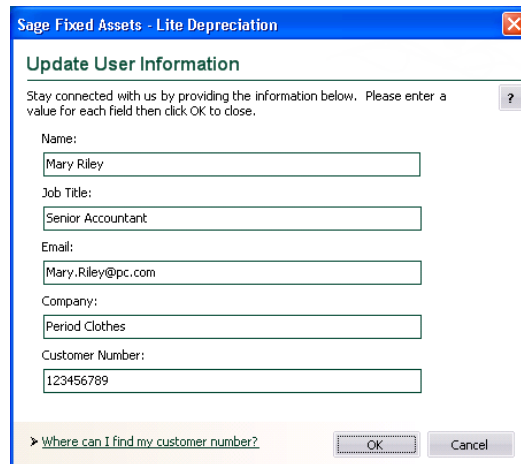 Sage Fixed Assets - Lite Depreciation
Update User Information
Stay connected with us by providing the information below. Please enter a
value for each field then click OK to close.
?
Name:
Mary Riley
Job Title:
Senior Accountant
Email:
Mary.Riley@pc.com
Company:
Period Clothes
Customer Number:
123456789
Where can I find my customer number?
OK
Cancel